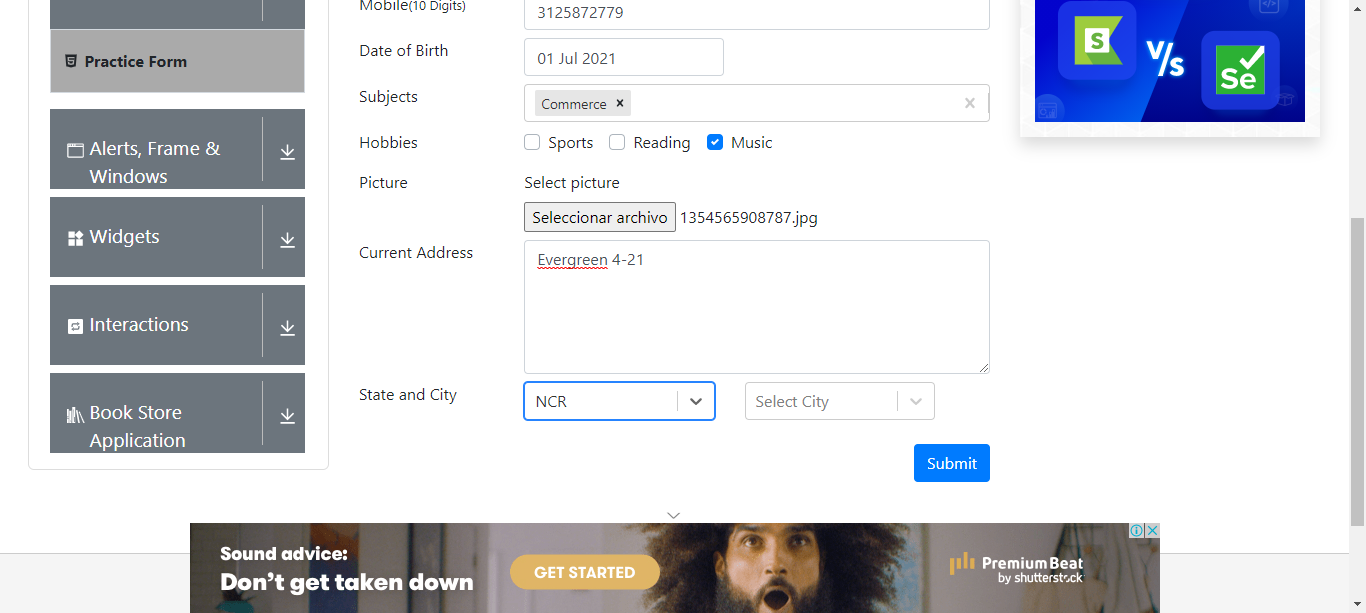 Practice Form
Alerts, Frame &
Windows
Widgets
Interactions
Book Store
Application
Mobile(10 Digits)
3125872779
Date of Birth
01 Jul 2021
Subjects
Commerce ×
Hobbies
Sports Reading Music
Picture
Select picture
Seleccionar archivo 1354565908787.jpg
Current Address
Evergreen 4-21
State and City
NCR
Select City
Submit
S V/s Se
Sound advice:
Don't get taken down
GET STARTED
PremiumBeat
by shutterstock